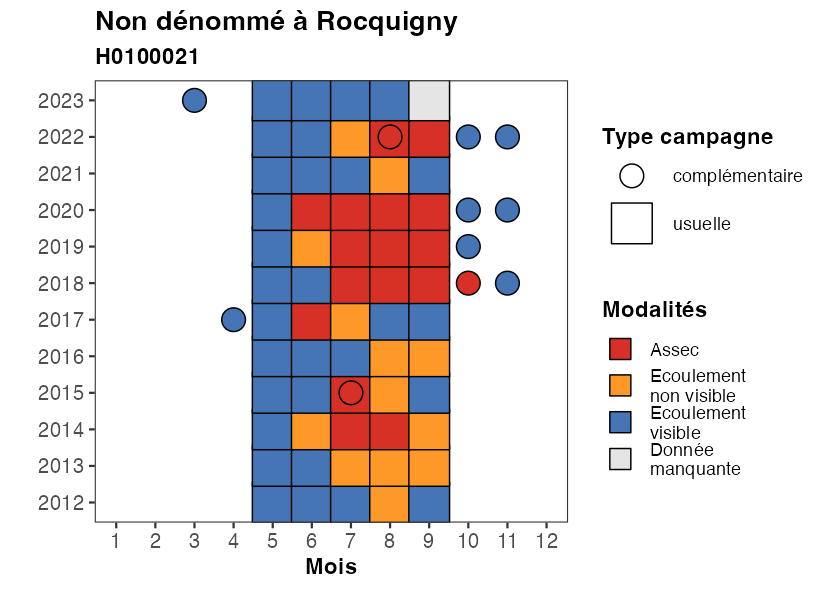 Non dénommé à Rocquigny
H0100021
2023
2022
2021
2020
2019
2018
2017
2016
2015
2014
2013
2012
1 2 3 4 5 6 7 8 9 10 11 12
Mois
Type campagne
complémentaire
usuelle
Modalités
Assec
Ecoulement
non visible
Ecoulement
visible
Donnée
manquante